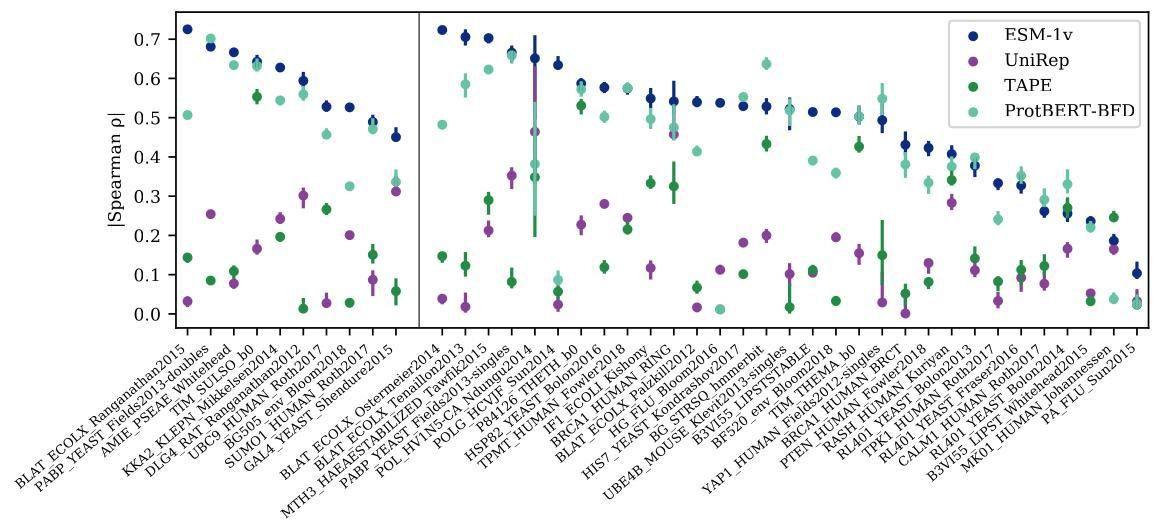 |Spearman ρ|
0.7
0.6
0.5
0.4
0.3
0.2
0.1
0.0
ESM-1v
UniRep
TAPE
ProtBERT-BFD
BLAT_ECOLX_Ranganathan2015
PABP_YEAST_Fields2013-doubles
AMIE_PSEAE_Whitehead
TIM_SULSO_b0
KKA2_KLEPN_Mikkelsen2014
DLG4_RAT_Ranganathan2012
UBC9_HUMAN_Roth2017
BG505_env_Bloom2018
SUMO1_HUMAN_Roth2017
GAL4_YEAST_Shendure2015
BLAT_ECOLX_Ostermeier2014
BLAT_ECOLX_Tenaillon2013
MTH3_HAEAESTABILIZED_Tawfik2015
PABP_YEAST_Fields2013-singles
POL_HV1N5-CA_Ndungu2014
POLG_HCVJF_Sun2014
P84126_THETH_b0
HSP82_YEAST_Bolon2016
TPMT_HUMAN_Fowler2018
IF1_ECOLI_Kishony
BRCA1_HUMAN_RING
BLAT_ECOLX_Palzkill2012
HG_FLU_Bloom2016
HIS7_YEAST_Kondrashov2017
BG_STRSQ_hmmerbit
UBE4B_MOUSE_Klevit2013-singles
B3VI55_LIPSTSTABLE
BF520_env_Bloom2018
TIM_THEMA_b0
YAP1_HUMAN_Fields2012-singles
BRCA1_HUMAN_BRCT
PTEN_HUMAN_Fowler2018
RASH_HUMAN_Kuriyan
RL401_YEAST_Bolon2013
TPK1_HUMAN_Roth2017
RL401_YEAST_Fraser2016
CALM1_HUMAN_Roth2017
RL401_YEAST_Bolon2014
B3VI55_LIPST_Whitehead2015
MK01_HUMAN_Johannessen
PA_FLU_Sun2015